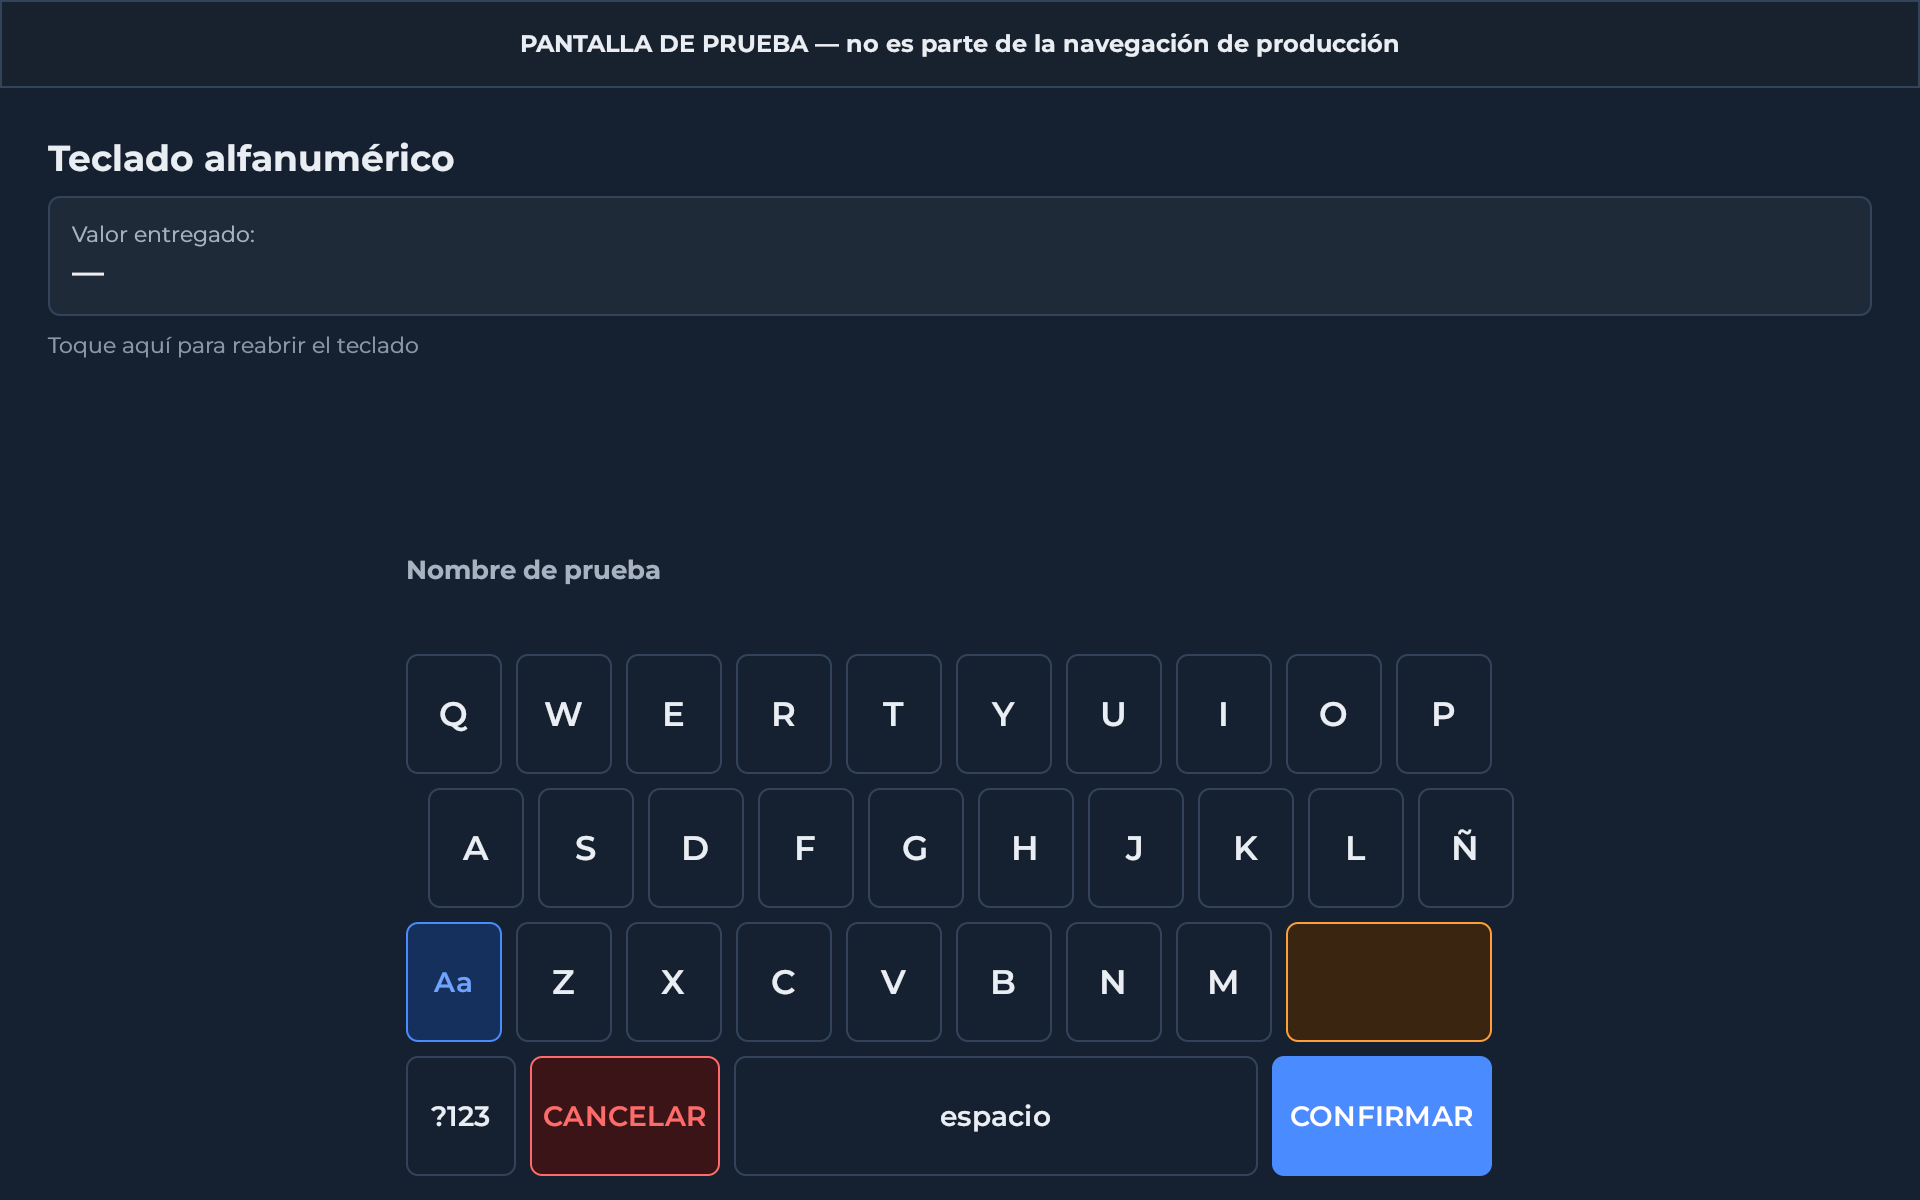 PANTALLA DE PRUEBA — no es parte de la navegación de producción
Teclado alfanumérico
Valor entregado:
—
Toque aquí para reabrir el teclado
Nombre de prueba
Q W E R T Y U I O P
A S D F G H J K L Ñ
Aa Z X C V B N M
?123 CANCELAR espacio CONFIRMAR